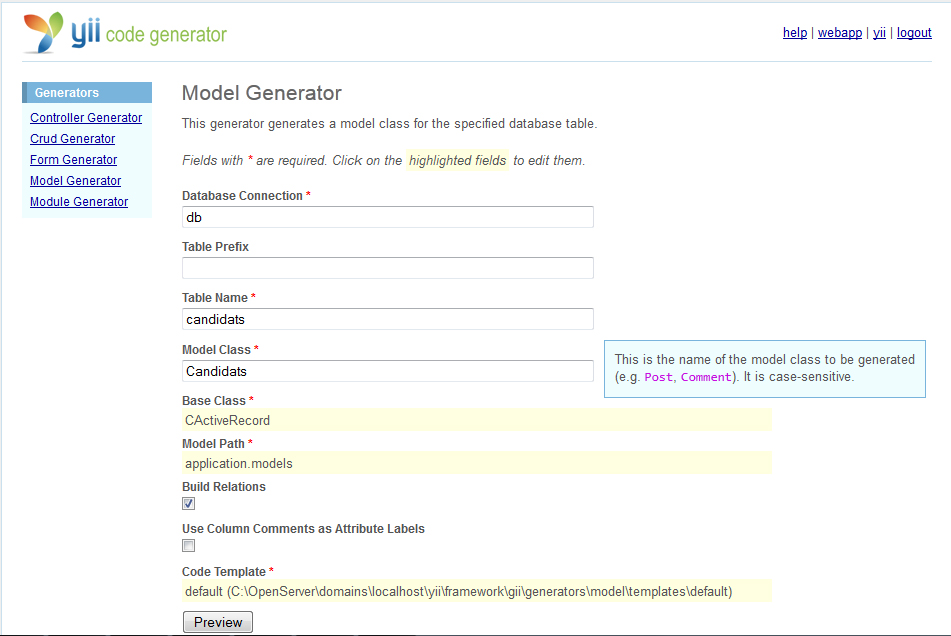 yii code generator
help | webapp | yii | logout
Generators
Controller Generator
Crud Generator
Form Generator
Model Generator
Module Generator
Model Generator
This generator generates a model class for the specified database table.
Fields with * are required. Click on the highlighted fields to edit them.
Database Connection *
db
Table Prefix
Table Name *
candidats
Model Class *
Candidats
This is the name of the model class to be generated
(e.g. Post, Comment). It is case-sensitive.
Base Class *
CActiveRecord
Model Path *
application.models
Build Relations
Use Column Comments as Attribute Labels
Code Template *
default (C:\OpenServer\domains\localhost\yii\framework\gii\generators\model\templates\default)
Preview